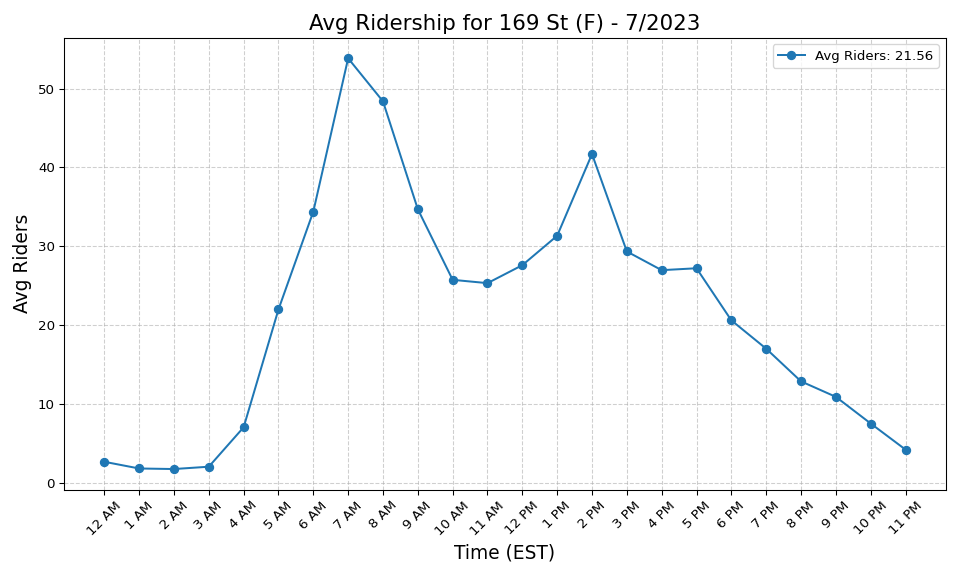 Avg Ridership for 169 St (F) - 7/2023
Avg Riders: 21.56
Avg Riders
50
40
30
20
10
0
12 AM
1 AM
2 AM
3 AM
4 AM
5 AM
6 AM
7 AM
8 AM
9 AM
10 AM
11 AM
12 PM
1 PM
2 PM
3 PM
4 PM
5 PM
6 PM
7 PM
8 PM
9 PM
10 PM
11 PM
Time (EST)